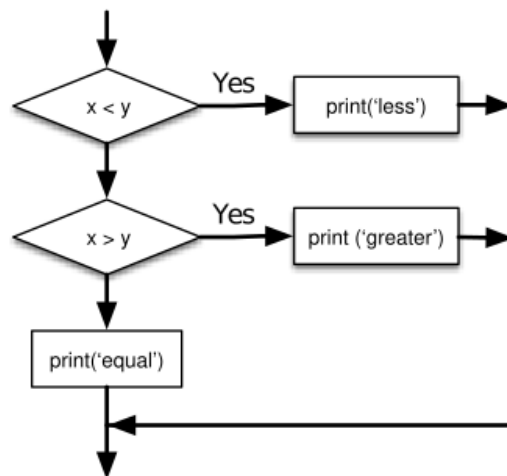 x < y
Yes
print(‘less’)
x > y
Yes
print (‘greater’)
print(‘equal’)